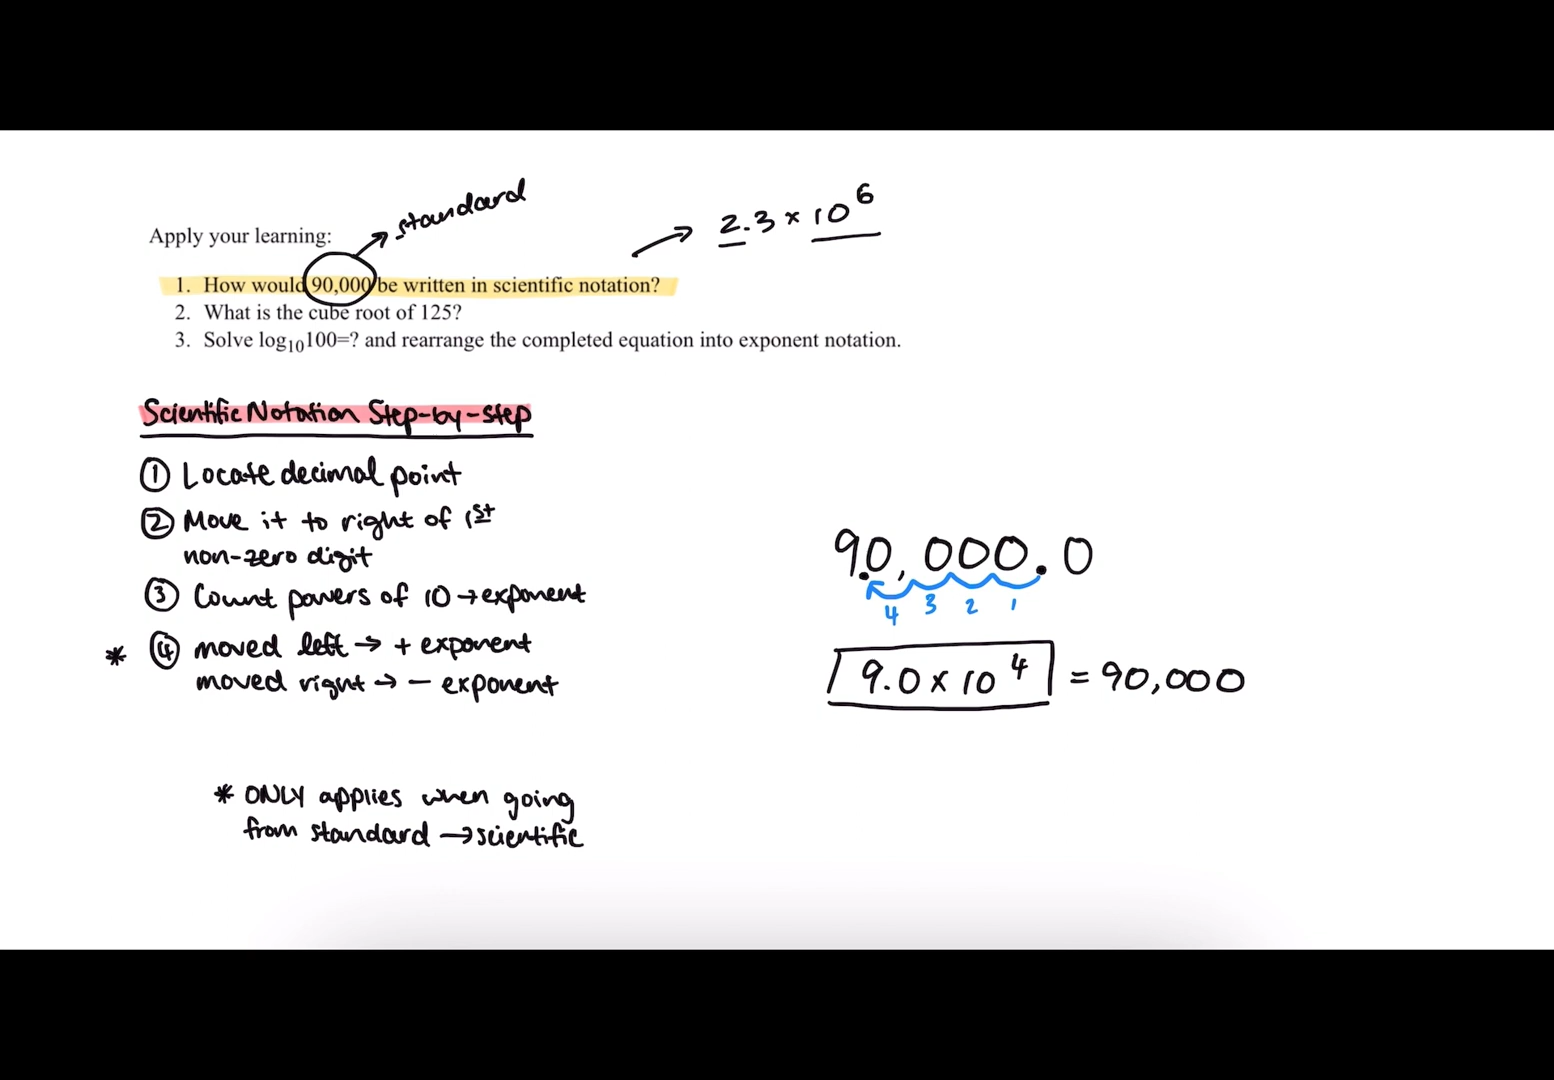 standard
2.3 × 10⁶
Apply your learning:
1. How would 90,000 be written in scientific notation?
2. What is the cube root of 125?
3. Solve log₁₀100=? and rearrange the completed equation into exponent notation.
Scientific Notation Step-by-step
① Locate decimal point
② Move it to right of 1st
non-zero digit
③ Count powers of 10 → exponent
* ④ moved left → + exponent
moved right → − exponent
* ONLY applies when going
from standard → scientific
90,000.0
4 3 2 1
9.0 × 10⁴ = 90,000